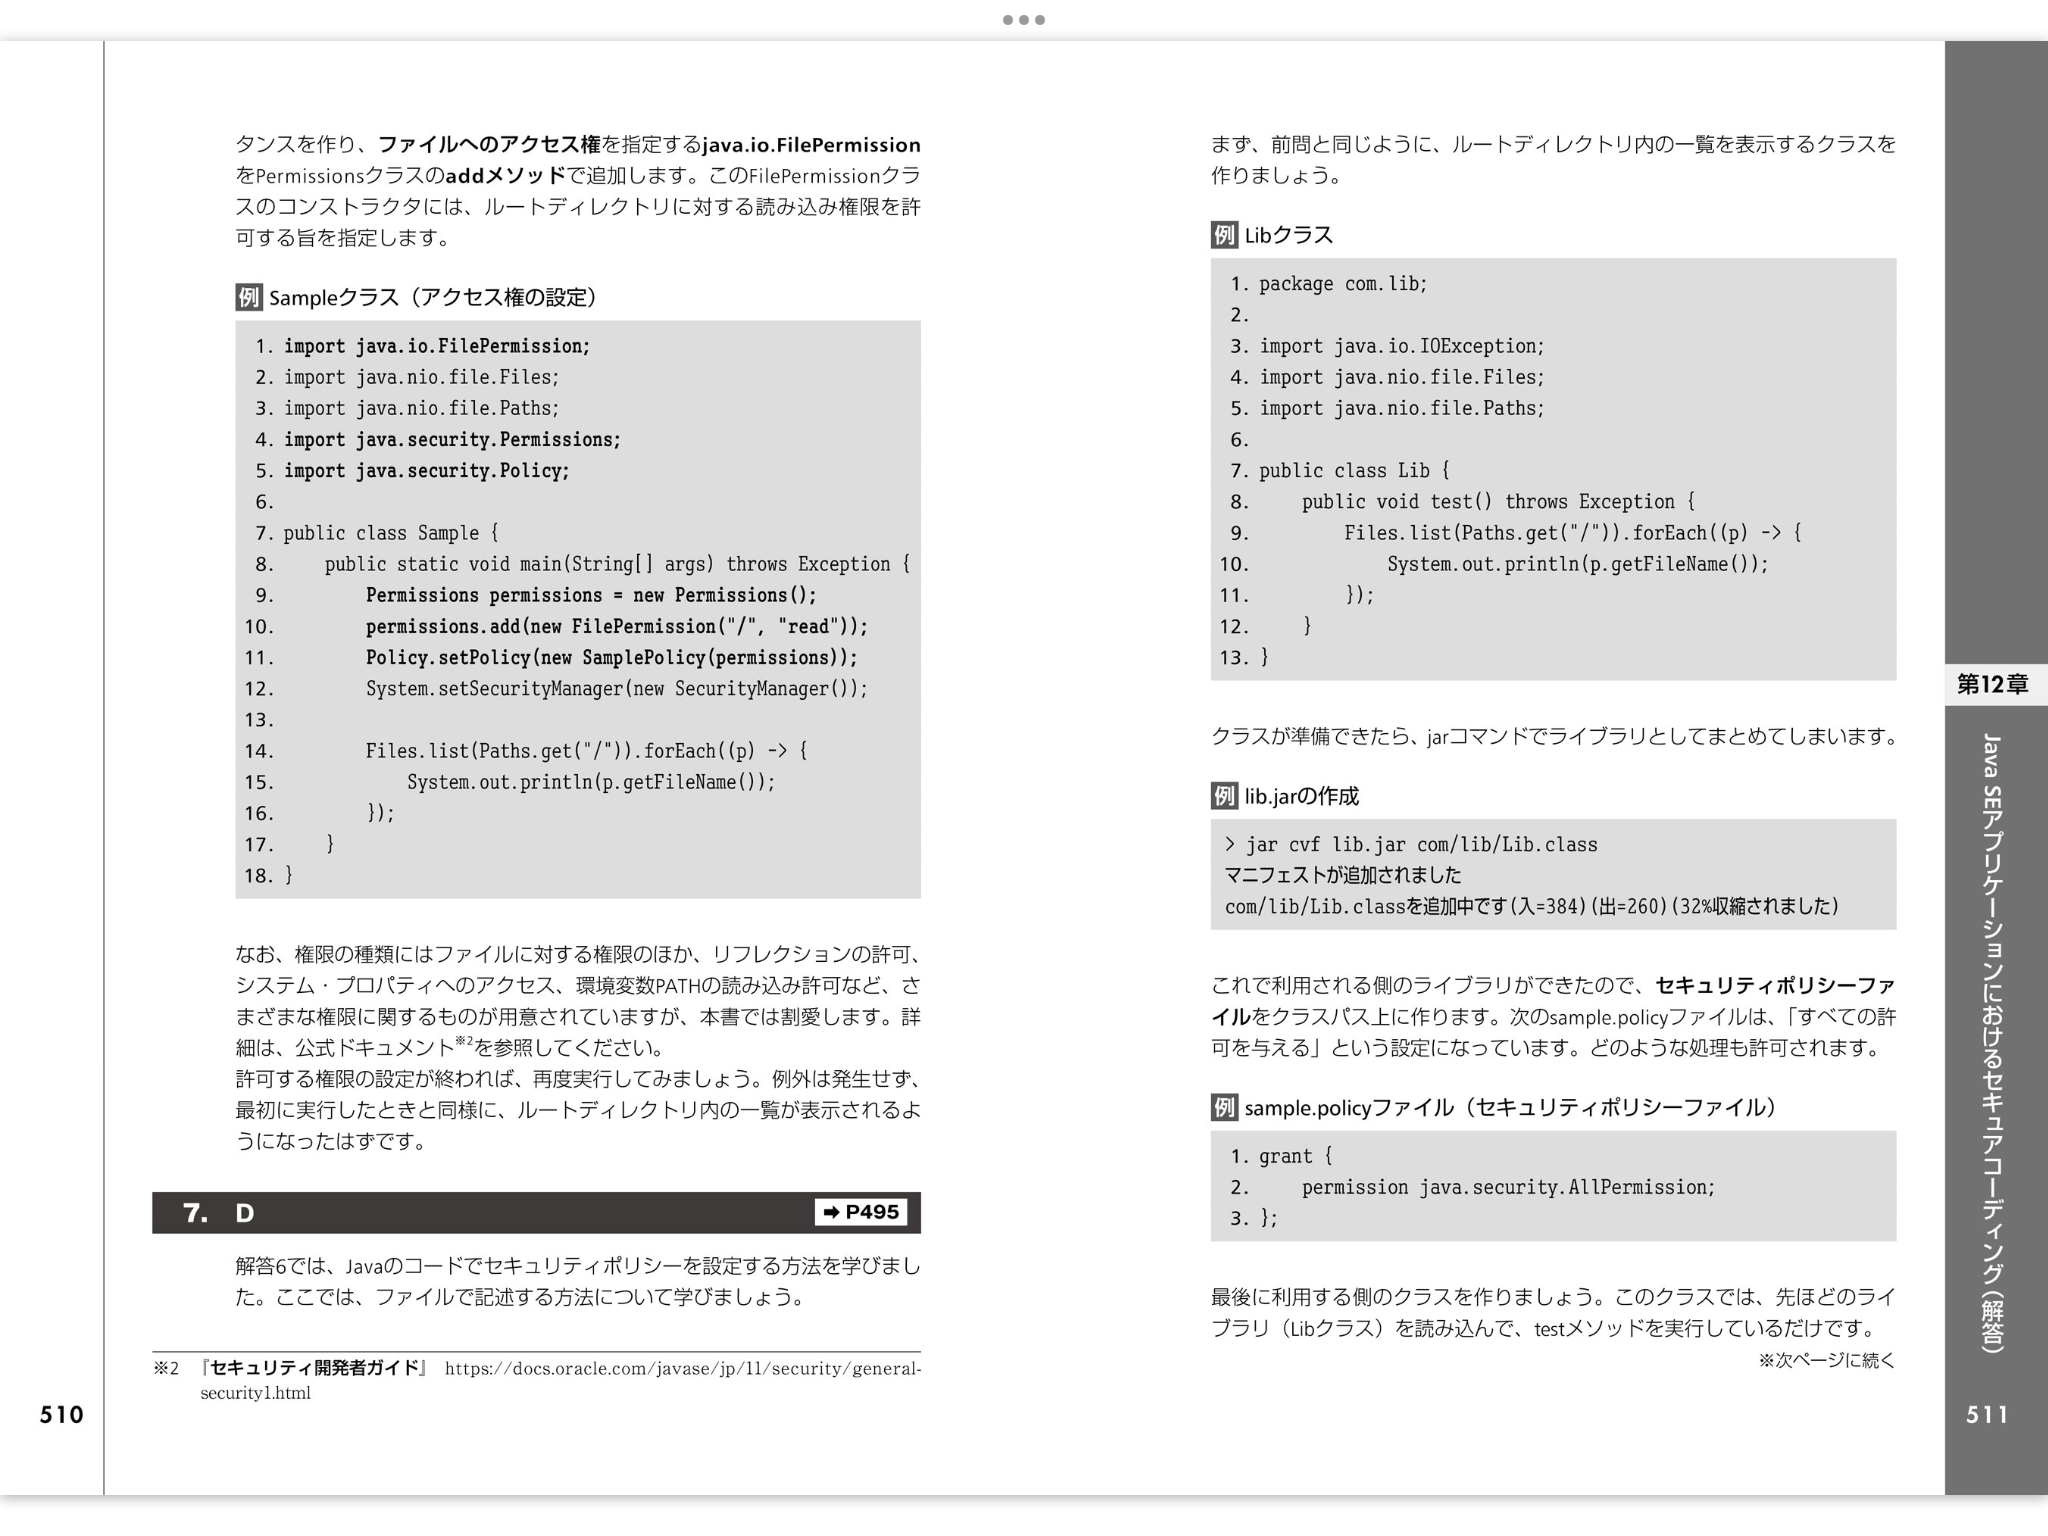 タンスを作り、ファイルへのアクセス権を指定するjava.io.FilePermission
をPermissionsクラスのaddメソッドで追加します。このFilePermissionクラ
スのコンストラクタには、ルートディレクトリに対する読み込み権限を許
可する旨を指定します。
例 Sampleクラス（アクセス権の設定）
1. import java.io.FilePermission;
2. import java.nio.file.Files;
3. import java.nio.file.Paths;
4. import java.security.Permissions;
5. import java.security.Policy;
6.
7. public class Sample {
8.     public static void main(String[] args) throws Exception {
9.         Permissions permissions = new Permissions();
10.         permissions.add(new FilePermission("/", "read"));
11.         Policy.setPolicy(new SamplePolicy(permissions));
12.         System.setSecurityManager(new SecurityManager());
13.
14.         Files.list(Paths.get("/")).forEach((p) -> {
15.             System.out.println(p.getFileName());
16.         });
17.     }
18. }
なお、権限の種類にはファイルに対する権限のほか、リフレクションの許可、
システム・プロパティへのアクセス、環境変数PATHの読み込み許可など、さ
まざまな権限に関するものが用意されていますが、本書では割愛します。詳
細は、公式ドキュメント※2を参照してください。
許可する権限の設定が終われば、再度実行してみましょう。例外は発生せず、
最初に実行したときと同様に、ルートディレクトリ内の一覧が表示されるよ
うになったはずです。
7. D ➡ P495
解答6では、Javaのコードでセキュリティポリシーを設定する方法を学びまし
た。ここでは、ファイルで記述する方法について学びましょう。
※2 『セキュリティ開発者ガイド』 https://docs.oracle.com/javase/jp/11/security/general-
security1.html
510
まず、前問と同じように、ルートディレクトリ内の一覧を表示するクラスを
作りましょう。
例 Libクラス
1. package com.lib;
2.
3. import java.io.IOException;
4. import java.nio.file.Files;
5. import java.nio.file.Paths;
6.
7. public class Lib {
8.     public void test() throws Exception {
9.         Files.list(Paths.get("/")).forEach((p) -> {
10.             System.out.println(p.getFileName());
11.         });
12.     }
13. }
クラスが準備できたら、jarコマンドでライブラリとしてまとめてしまいます。
例 lib.jarの作成
> jar cvf lib.jar com/lib/Lib.class
マニフェストが追加されました
com/lib/Lib.classを追加中です(入=384)(出=260)(32%収縮されました)
これで利用される側のライブラリができたので、セキュリティポリシーファ
イルをクラスパス上に作ります。次のsample.policyファイルは、「すべての許
可を与える」という設定になっています。どのような処理も許可されます。
例 sample.policyファイル（セキュリティポリシーファイル）
1. grant {
2.     permission java.security.AllPermission;
3. };
最後に利用する側のクラスを作りましょう。このクラスでは、先ほどのライ
ブラリ（Libクラス）を読み込んで、testメソッドを実行しているだけです。
※次ページに続く
第12章
Java SEアプリケーションにおけるセキュアコーディング（解答）
511